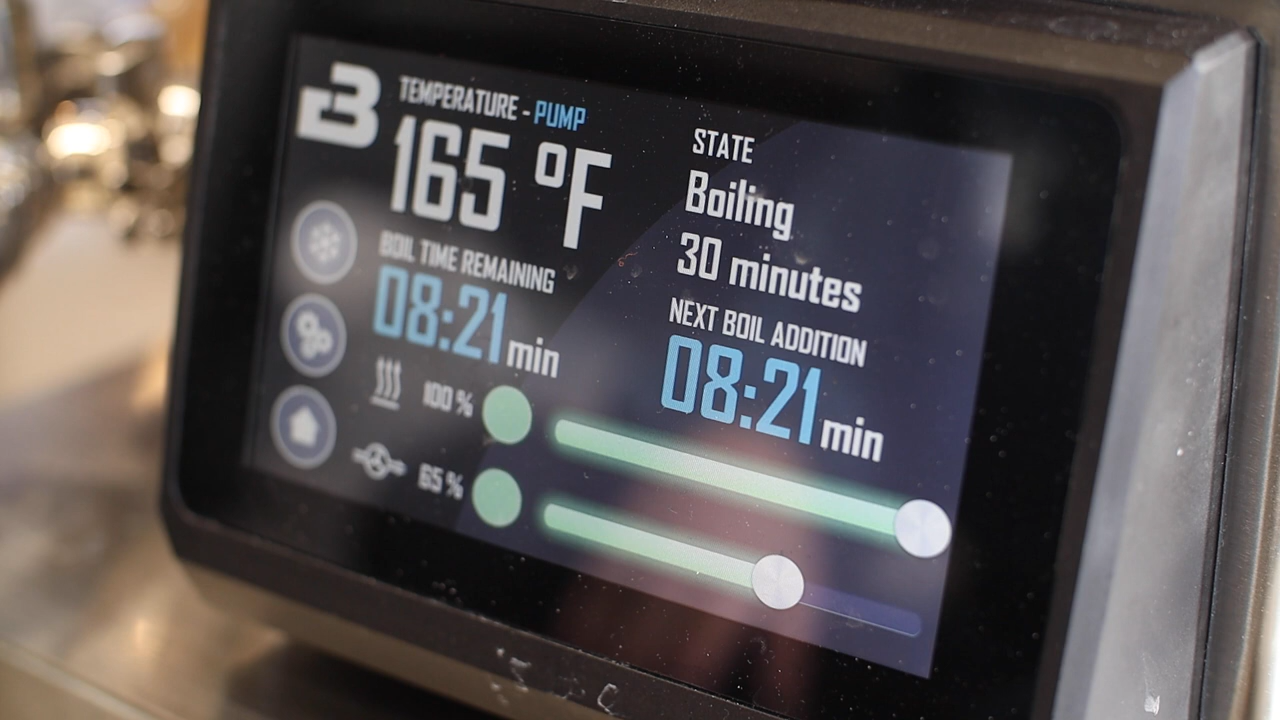 B
TEMPERATURE - PUMP
165 °F
BOIL TIME REMAINING
08:21 min
100 %
65 %
STATE
Boiling
30 minutes
NEXT BOIL ADDITION
08:21 min